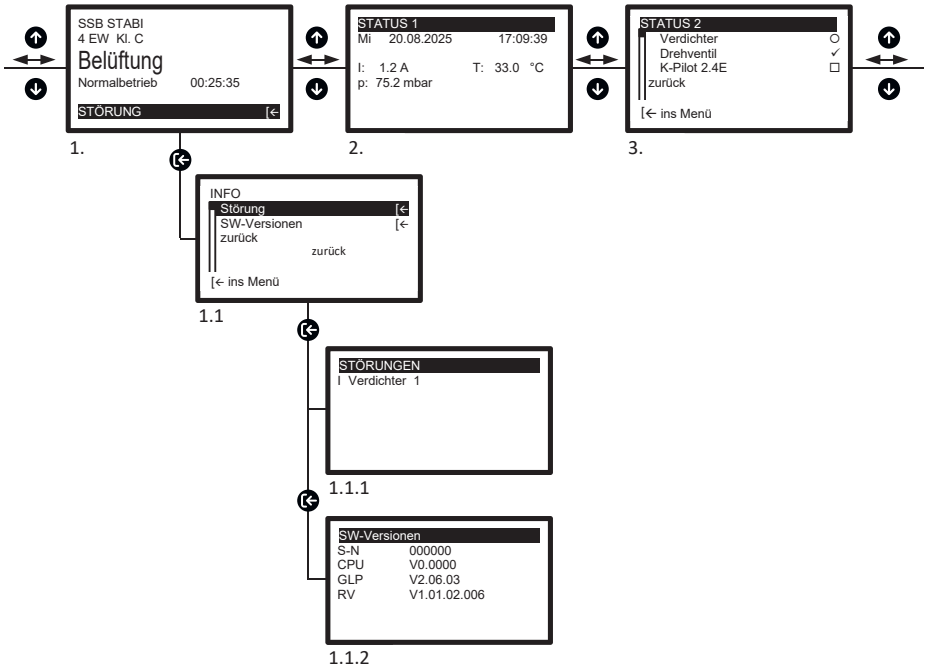 SSB STABI
4 EW Kl. C
Belüftung
Normalbetrieb 00:25:35
STÖRUNG [←
1.
STATUS 1
Mi 20.08.2025 17:09:39
I: 1.2 A T: 33.0 °C
p: 75.2 mbar
2.
STATUS 2
Verdichter ○
Drehventil ✓
K-Pilot 2.4E □
zurück
[← ins Menü
3.
INFO
Störung [←
SW-Versionen [←
zurück
zurück
[← ins Menü
1.1
STÖRUNGEN
I Verdichter 1
1.1.1
SW-Versionen
S-N 000000
CPU V0.0000
GLP V2.06.03
RV V1.01.02.006
1.1.2